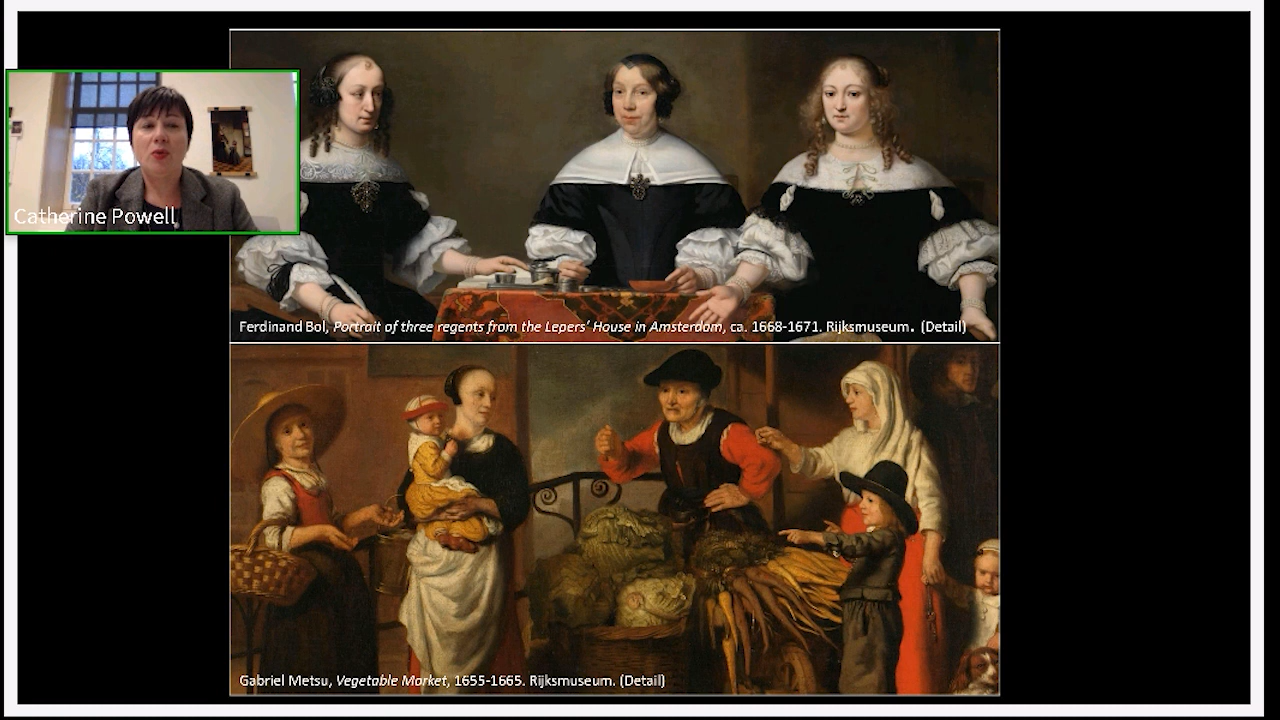 Catherine Powell
Ferdinand Bol, Portrait of three regents from the Lepers' House in Amsterdam, ca. 1668-1671. Rijksmuseum. (Detail)
Gabriel Metsu, Vegetable Market, 1655-1665. Rijksmuseum. (Detail)